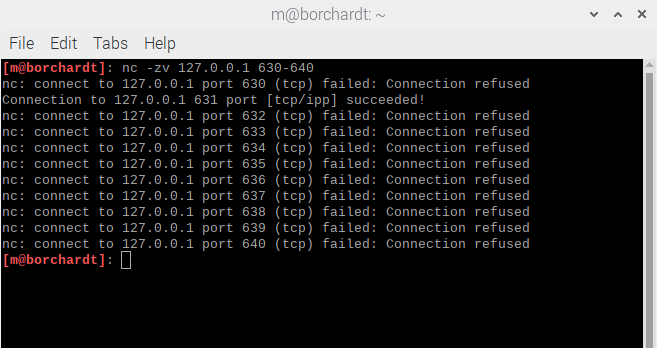 m@borchardt: ~
File Edit Tabs Help
[m@borchardt]: nc -zv 127.0.0.1 630-640
nc: connect to 127.0.0.1 port 630 (tcp) failed: Connection refused
Connection to 127.0.0.1 631 port [tcp/ipp] succeeded!
nc: connect to 127.0.0.1 port 632 (tcp) failed: Connection refused
nc: connect to 127.0.0.1 port 633 (tcp) failed: Connection refused
nc: connect to 127.0.0.1 port 634 (tcp) failed: Connection refused
nc: connect to 127.0.0.1 port 635 (tcp) failed: Connection refused
nc: connect to 127.0.0.1 port 636 (tcp) failed: Connection refused
nc: connect to 127.0.0.1 port 637 (tcp) failed: Connection refused
nc: connect to 127.0.0.1 port 638 (tcp) failed: Connection refused
nc: connect to 127.0.0.1 port 639 (tcp) failed: Connection refused
nc: connect to 127.0.0.1 port 640 (tcp) failed: Connection refused
[m@borchardt]: